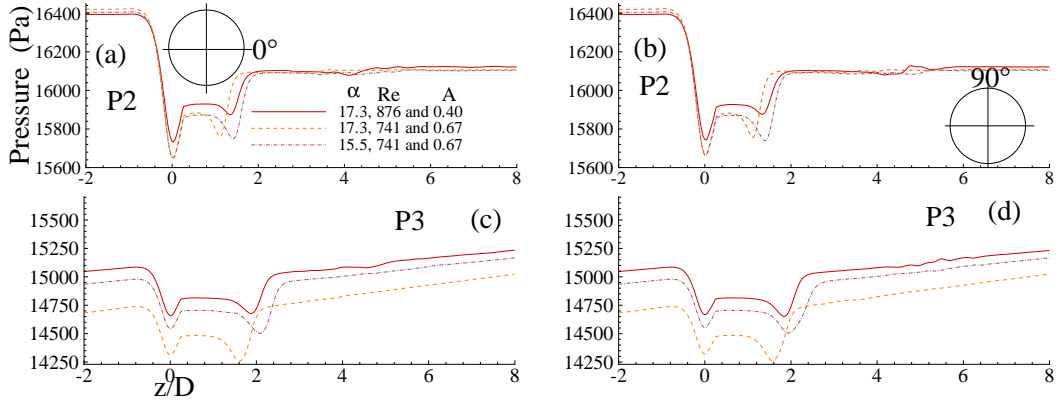 16400
16200
16000
15800
15600
Pressure (Pa)
(a)
P2
0°
α Re A
17.3, 876 and 0.40
17.3, 741 and 0.67
15.5, 741 and 0.67
-2 0 2 4 6 8
16400
16200
16000
15800
15600
(b)
P2
90°
-2 0 2 4 6 8
15500
15250
15000
14750
14500
14250
P3 (c)
-2 0 2 4 6 8
z/D
15500
15250
15000
14750
14500
14250
P3 (d)
-2 0 2 4 6 8